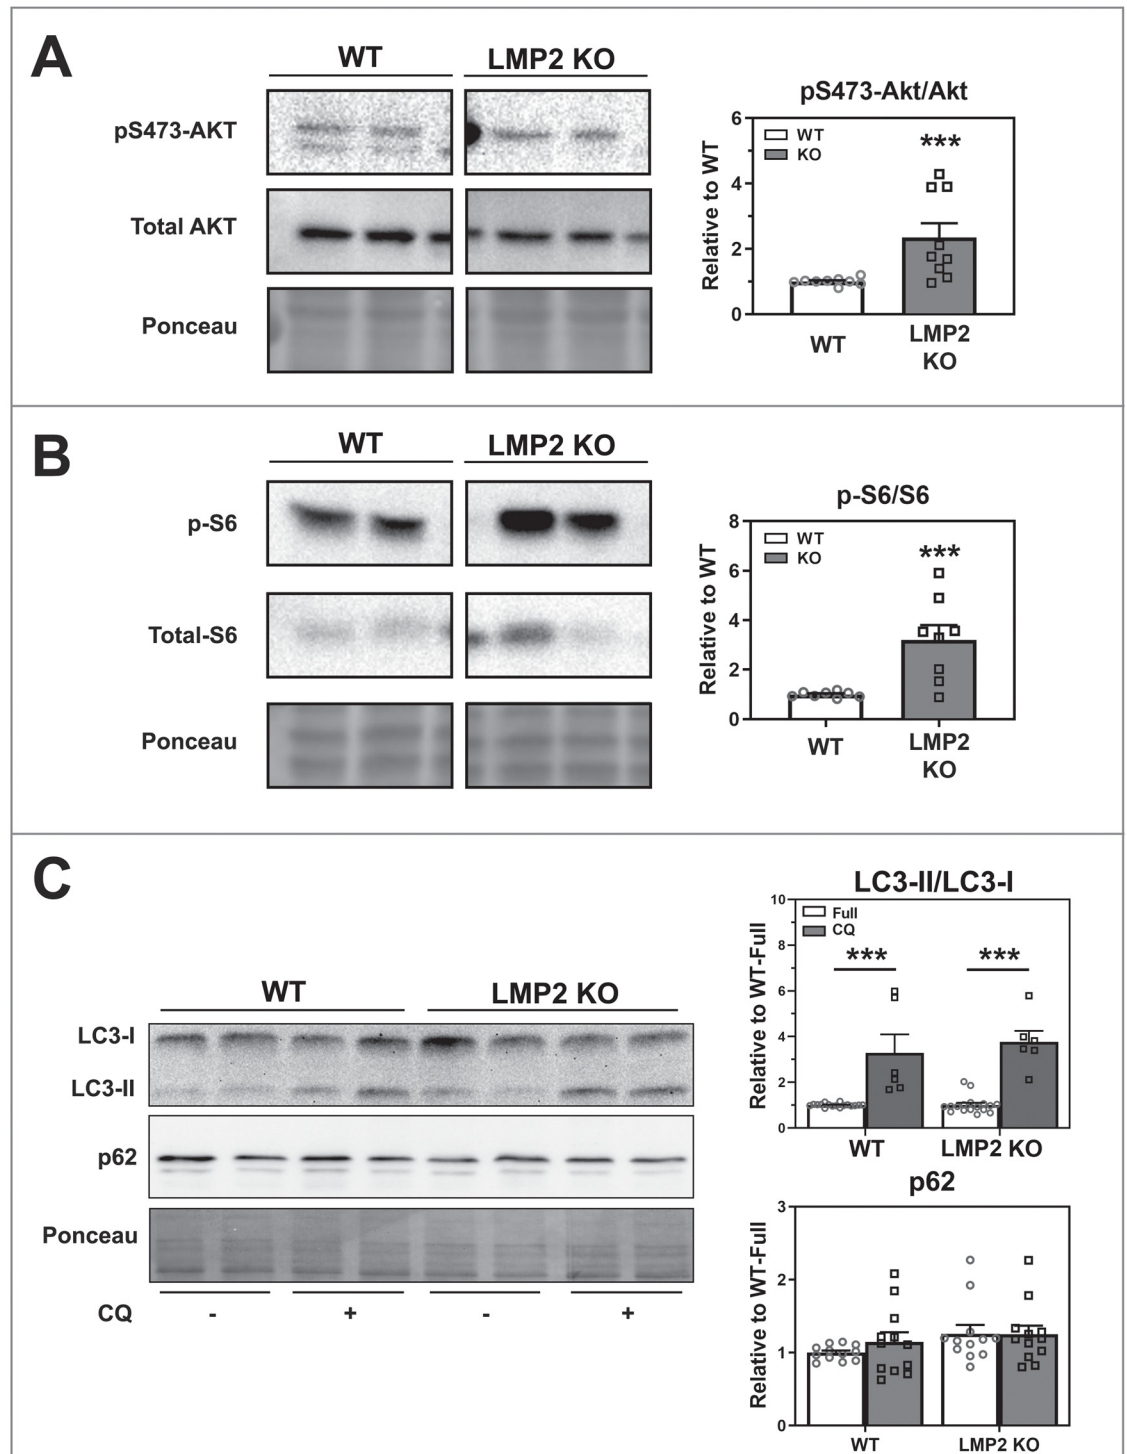 A
WT
LMP2 KO
pS473-AKT
Total AKT
Ponceau
pS473-Akt/Akt
Relative to WT
6
4
2
0
WT
KO
***
WT
LMP2
KO
B
WT
LMP2 KO
p-S6
Total-S6
Ponceau
p-S6/S6
Relative to WT
8
6
4
2
0
WT
KO
***
WT
LMP2
KO
C
WT
LMP2 KO
LC3-I
LC3-II
p62
Ponceau
CQ
-
+
-
+
LC3-II/LC3-I
Relative to WT-Full
10
8
6
4
2
0
Full
CQ
***
***
WT
LMP2 KO
p62
Relative to WT-Full
3
2
1
0
WT
LMP2 KO